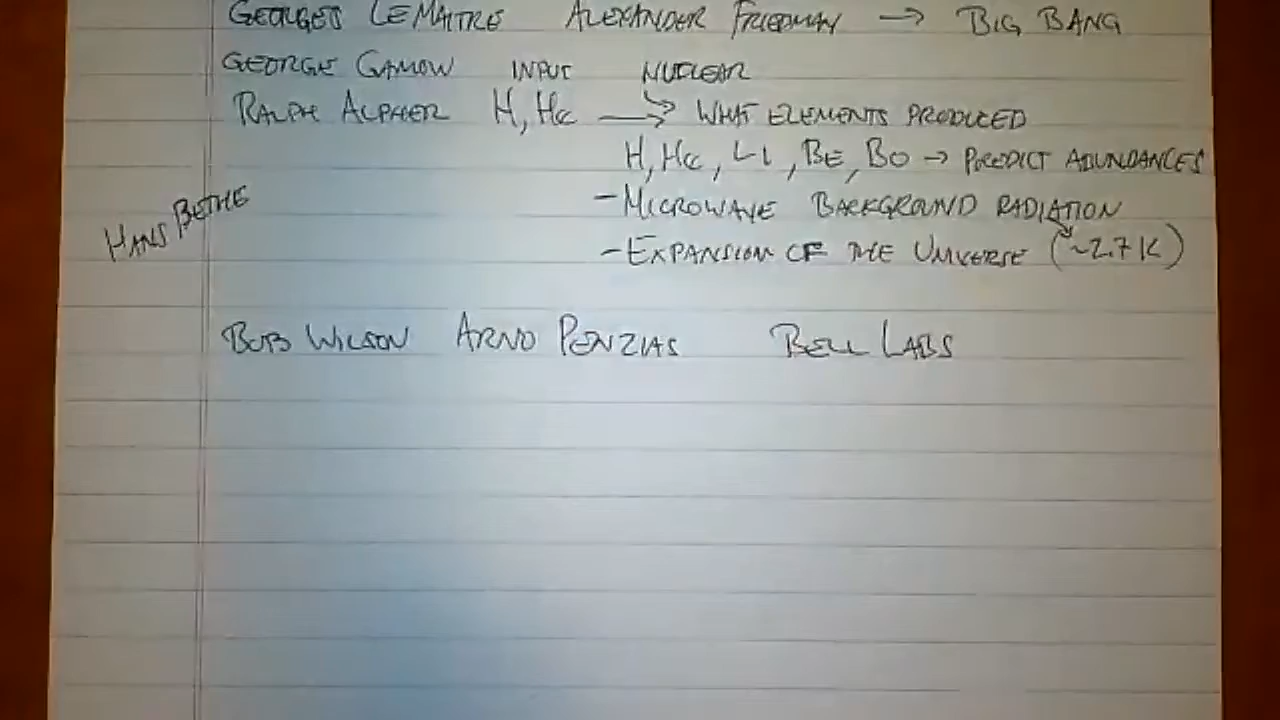 GEORGES LEMAITRE ALEXANDER FRIEDMAN → BIG BANG
GEORGE GAMOW INPUT NUCLEAR
RALPH ALPHER H, He → WHAT ELEMENTS PRODUCED
H, He, Li, BE, BO → PREDICT ABUNDANCES
HANS BETHE
- MICROWAVE BACKGROUND RADIATION
- EXPANSION OF THE UNIVERSE (~2.7K)
BOB WILSON ARNO PENZIAS BELL LABS